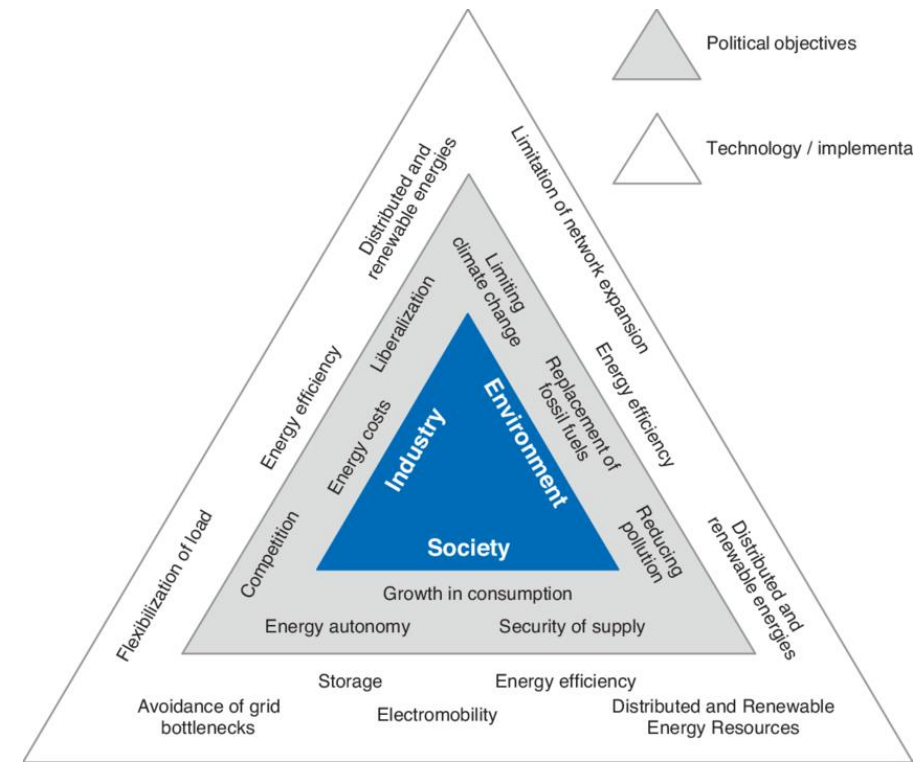 Political objectives
Technology / implementa
Distributed and
renewable energies
Energy efficiency
Flexibilization of load
Limitation of network expansion
Energy efficiency
Distributed and
renewable energies
Liberalization
Energy costs
Competition
Limiting
climate change
Replacement of
fossil fuels
Reducing
pollution
Industry
Environment
Society
Growth in consumption
Energy autonomy
Security of supply
Storage
Energy efficiency
Avoidance of grid
bottlenecks
Electromobility
Distributed and Renewable
Energy Resources